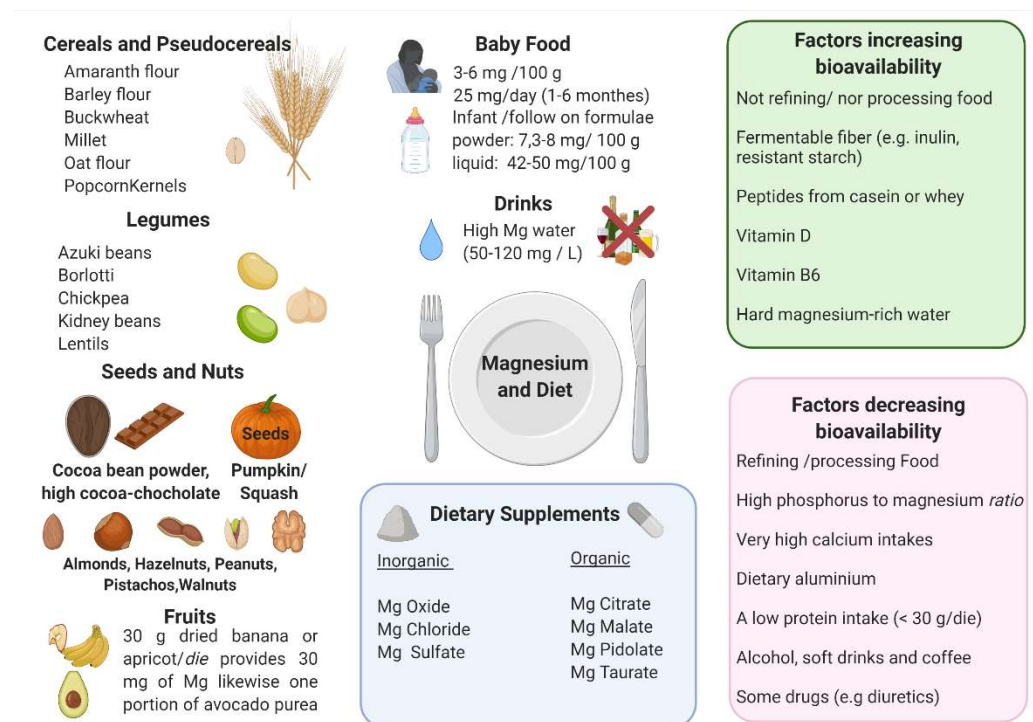 Cereals and Pseudocereals
Amaranth flour
Barley flour
Buckwheat
Millet
Oat flour
PopcornKernels
Legumes
Azuki beans
Borlotti
Chickpea
Kidney beans
Lentils
Seeds and Nuts
Seeds
Cocoa bean powder,
high cocoa-chocholate
Pumpkin/
Squash
Almonds, Hazelnuts, Peanuts,
Pistachos,Walnuts
Fruits
30 g dried banana or
apricot/die provides 30
mg of Mg likewise one
portion of avocado purea
Baby Food
3-6 mg /100 g
25 mg/day (1-6 monthes)
Infant /follow on formulae
powder: 7,3-8 mg/ 100 g
liquid: 42-50 mg/100 g
Drinks
High Mg water
(50-120 mg / L)
Magnesium
and Diet
Dietary Supplements
Inorganic
Mg Oxide
Mg Chloride
Mg Sulfate
Organic
Mg Citrate
Mg Malate
Mg Pidolate
Mg Taurate
Factors increasing
bioavailability
Not refining/ nor processing food
Fermentable fiber (e.g. inulin,
resistant starch)
Peptides from casein or whey
Vitamin D
Vitamin B6
Hard magnesium-rich water
Factors decreasing
bioavailability
Refining /processing Food
High phosphorus to magnesium ratio
Very high calcium intakes
Dietary aluminium
A low protein intake (< 30 g/die)
Alcohol, soft drinks and coffee
Some drugs (e.g diuretics)